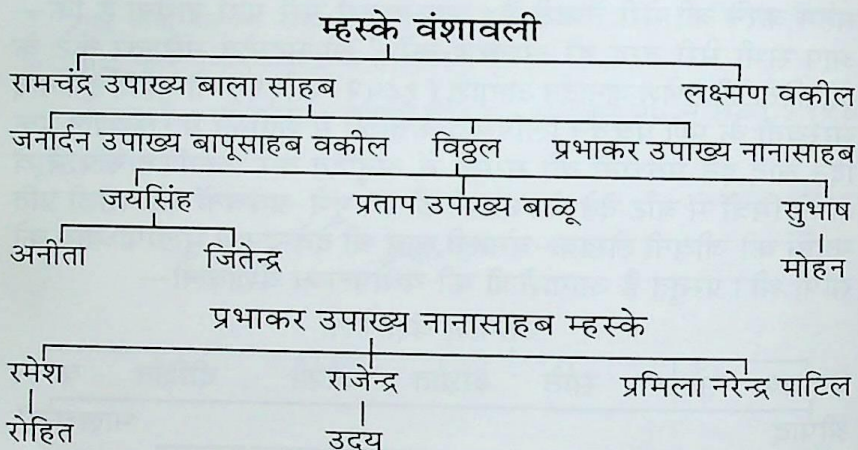 म्हस्के वंशावली
रामचंद्र उपाख्य बाला साहब लक्ष्मण वकील
जनार्दन उपाख्य बापूसाहब वकील विठ्ठल प्रभाकर उपाख्य नानासाहब
जयसिंह प्रताप उपाख्य बाळू सुभाष
अनीता जितेन्द्र मोहन
प्रभाकर उपाख्य नानासाहब म्हस्के
रमेश राजेन्द्र प्रमिला नरेन्द्र पाटिल
रोहित उदय